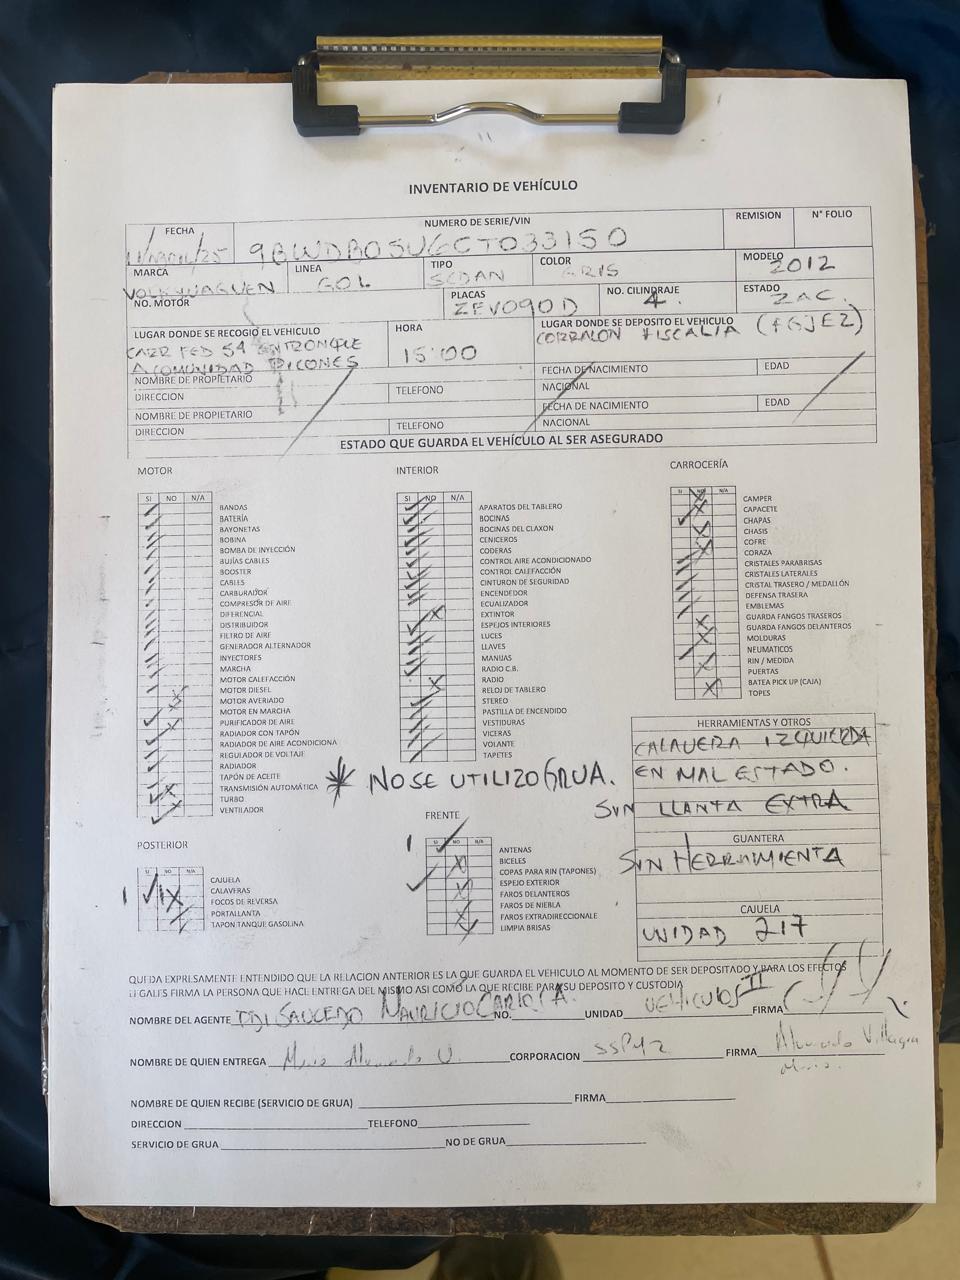 INVENTARIO DE VEHÍCULO
FECHA
NUMERO DE SERIE/VIN
REMISION
N° FOLIO
9BWDB05U6CT033150
MARCA
LINEA
TIPO
COLOR
MODELO
VOLKWAGUEN
GOL
SEDAN
GRIS
2012
NO. MOTOR
PLACAS
NO. CILINDRAJE
ESTADO
ZEV090D
4.
ZAC.
LUGAR DONDE SE RECOGIO EL VEHICULO
HORA
LUGAR DONDE SE DEPOSITO EL VEHICULO
CARR FED 54 ENTRONQUE
A COMUNIDAD PICONES
15:00
CORRALON FISCALIA (FGJEZ)
NOMBRE DE PROPIETARIO
FECHA DE NACIMIENTO
EDAD
DIRECCION
TELEFONO
NACIONAL
NOMBRE DE PROPIETARIO
FECHA DE NACIMIENTO
EDAD
DIRECCION
TELEFONO
NACIONAL
ESTADO QUE GUARDA EL VEHÍCULO AL SER ASEGURADO
MOTOR
SI NO N/A
BANDAS
BATERÍA
BAYONETAS
BOBINA
BOMBA DE INYECCIÓN
BUJÍAS CABLES
BOOSTER
CABLES
CARBURADOR
COMPRESOR DE AIRE
DIFERENCIAL
DISTRIBUIDOR
FILTRO DE AIRE
GENERADOR ALTERNADOR
INYECTORES
MARCHA
MOTOR CALEFACCIÓN
MOTOR DIESEL
MOTOR AVERIADO
MOTOR EN MARCHA
PURIFICADOR DE AIRE
RADIADOR CON TAPÓN
RADIADOR DE AIRE ACONDICIONA
REGULADOR DE VOLTAJE
RADIADOR
TAPÓN DE ACEITE
TRANSMISIÓN AUTOMÁTICA
TURBO
VENTILADOR
INTERIOR
SI NO N/A
APARATOS DEL TABLERO
BOCINAS
BOCINAS DEL CLAXON
CENICEROS
CODERAS
CONTROL AIRE ACONDICIONADO
CONTROL CALEFACCIÓN
CINTURON DE SEGURIDAD
ENCENDEDOR
ECUALIZADOR
EXTINTOR
ESPEJOS INTERIORES
LUCES
LLAVES
MANIJAS
RADIO C.B.
RADIO
RELOJ DE TABLERO
STEREO
PASTILLA DE ENCENDIDO
VESTIDURAS
VICERAS
VOLANTE
TAPETES
CARROCERÍA
SI NO N/A
CAMPER
CAPACETE
CHAPAS
CHASIS
COFRE
CORAZA
CRISTALES PARABRISAS
CRISTALES LATERALES
CRISTAL TRASERO / MEDALLÓN
DEFENSA TRASERA
EMBLEMAS
GUARDA FANGOS TRASEROS
GUARDA FANGOS DELANTEROS
MOLDURAS
NEUMATICOS
RIN / MEDIDA
PUERTAS
BATEA PICK UP (CAJA)
TOPES
* NO SE UTILIZO GRUA.
HERRAMIENTAS Y OTROS
CALAVERA IZQUIERDA
EN MAL ESTADO.
SIN LLANTA EXTRA
GUANTERA
SIN HERRAMIENTA
CAJUELA
UNIDAD 217
POSTERIOR
SI NO N/A
CAJUELA
1 CALAVERAS
FOCOS DE REVERSA
PORTALLANTA
TAPON TANQUE GASOLINA
FRENTE
SI NO N/A
1 ANTENAS
BICELES
COPAS PARA RIN (TAPONES)
ESPEJO EXTERIOR
FAROS DELANTEROS
FAROS DE NIEBLA
FAROS EXTRADIRECCIONALE
LIMPIA BRISAS
QUEDA EXPRESAMENTE ENTENDIDO QUE LA RELACION ANTERIOR ES LA QUE GUARDA EL VEHICULO AL MOMENTO DE SER DEPOSITADO Y PARA LOS EFECTOS
LEGALES FIRMA LA PERSONA QUE HACE ENTREGA DEL MISMO ASI COMO LA QUE RECIBE PARA SU DEPOSITO Y CUSTODIA
NOMBRE DEL AGENTE PDI SAUCEDO MAURICIO CARLOS A. NO. UNIDAD VEHICULOS II FIRMA
NOMBRE DE QUIEN ENTREGA CORPORACION FIRMA
NOMBRE DE QUIEN RECIBE (SERVICIO DE GRUA) FIRMA
DIRECCION TELEFONO
SERVICIO DE GRUA NO DE GRUA